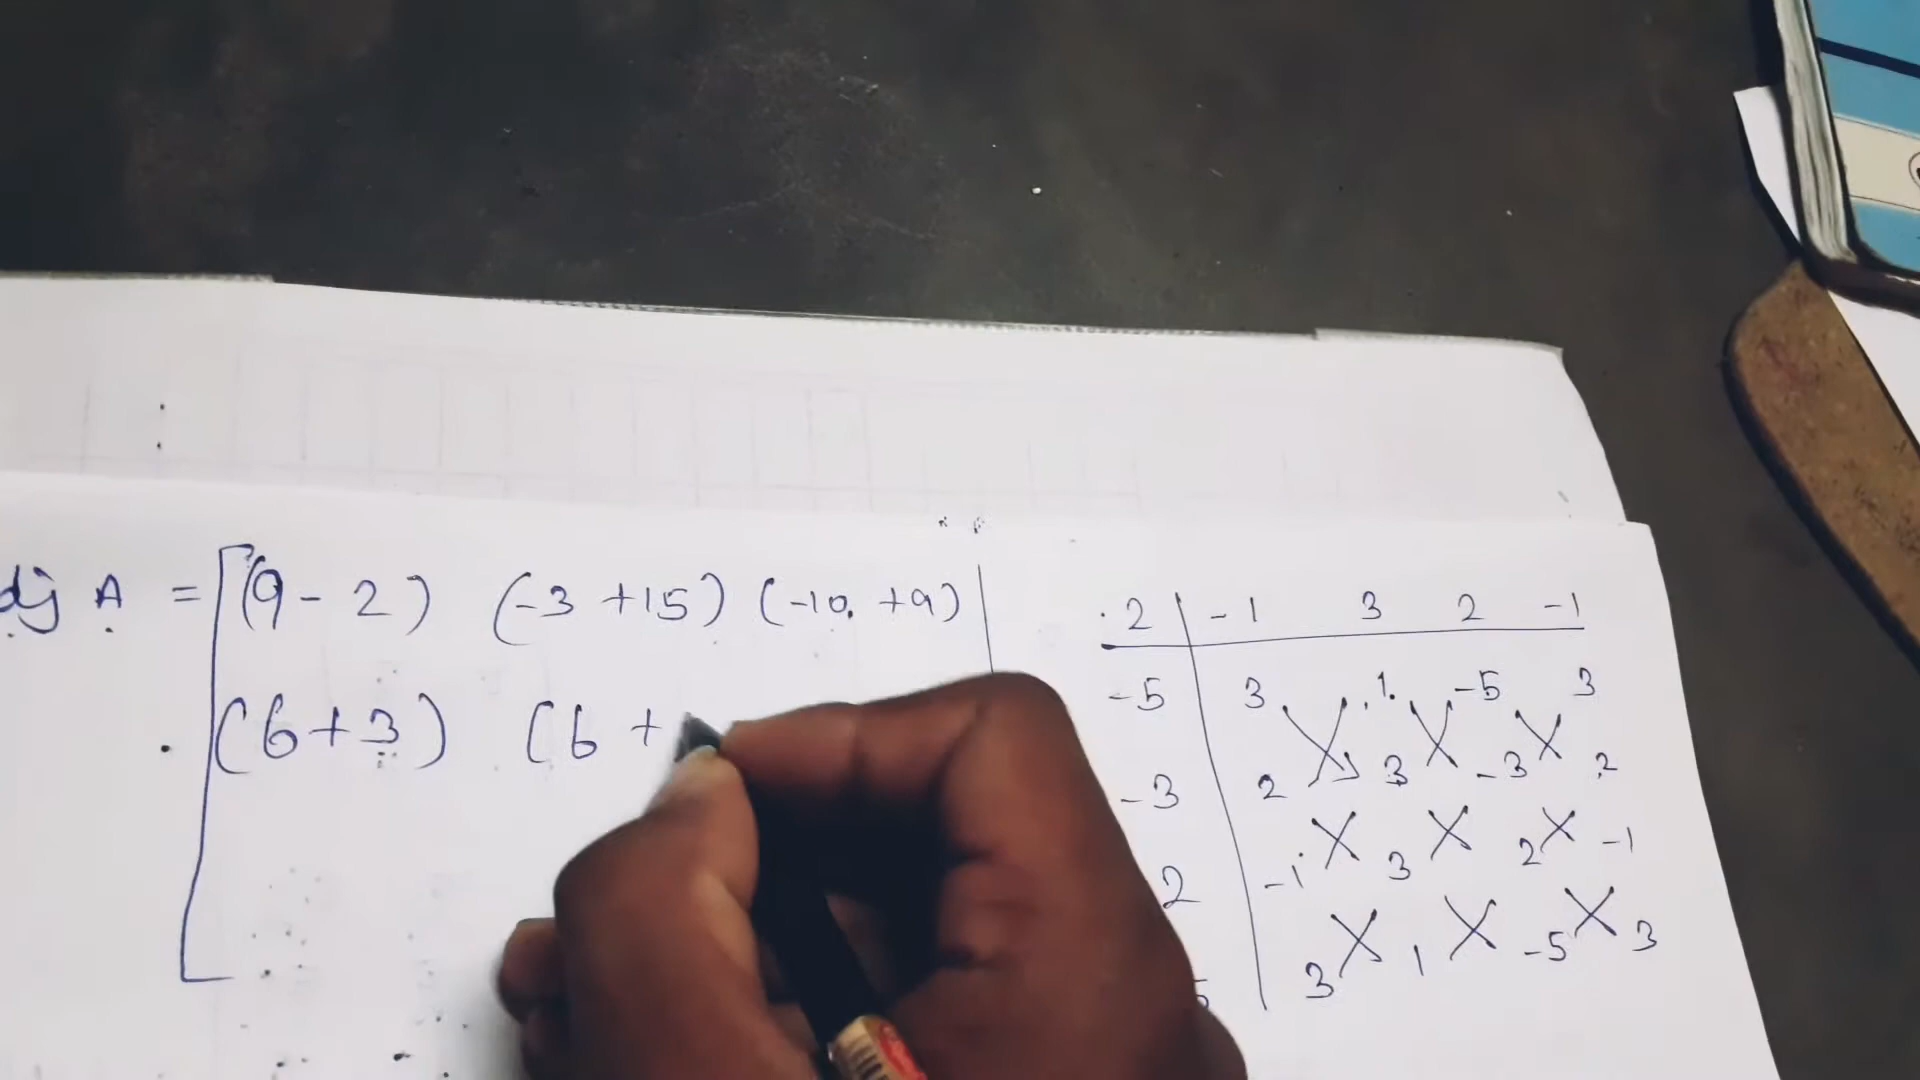 dj A = [(9 - 2) (-3 +15) (-10. +9)
(6+3) (6 +
2 | -1 3 2 -1
-5 3 1 -5 3
-3 2 3 -3 2
2 -1 3 2 -1
3 1 -5 3